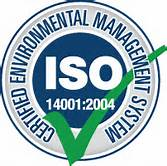 CERTIFIED ENVIRONMENTAL MANAGEMENT SYSTEM
ISO
14001:2004